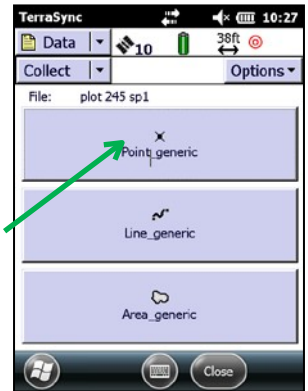 TerraSync 10:27
Data 10 38ft
Collect Options
File: plot 245 sp1
Point_generic
Line_generic
Area_generic
Close